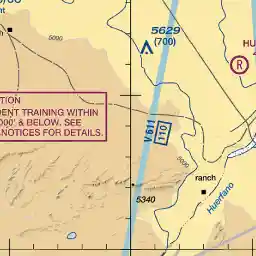 5000
5629
(700)
HU
R
TION
DENT TRAINING WITHIN
000' & BELOW. SEE
NOTICES FOR DETAILS.
V 611
110
5000
ranch
5340
Huerfano